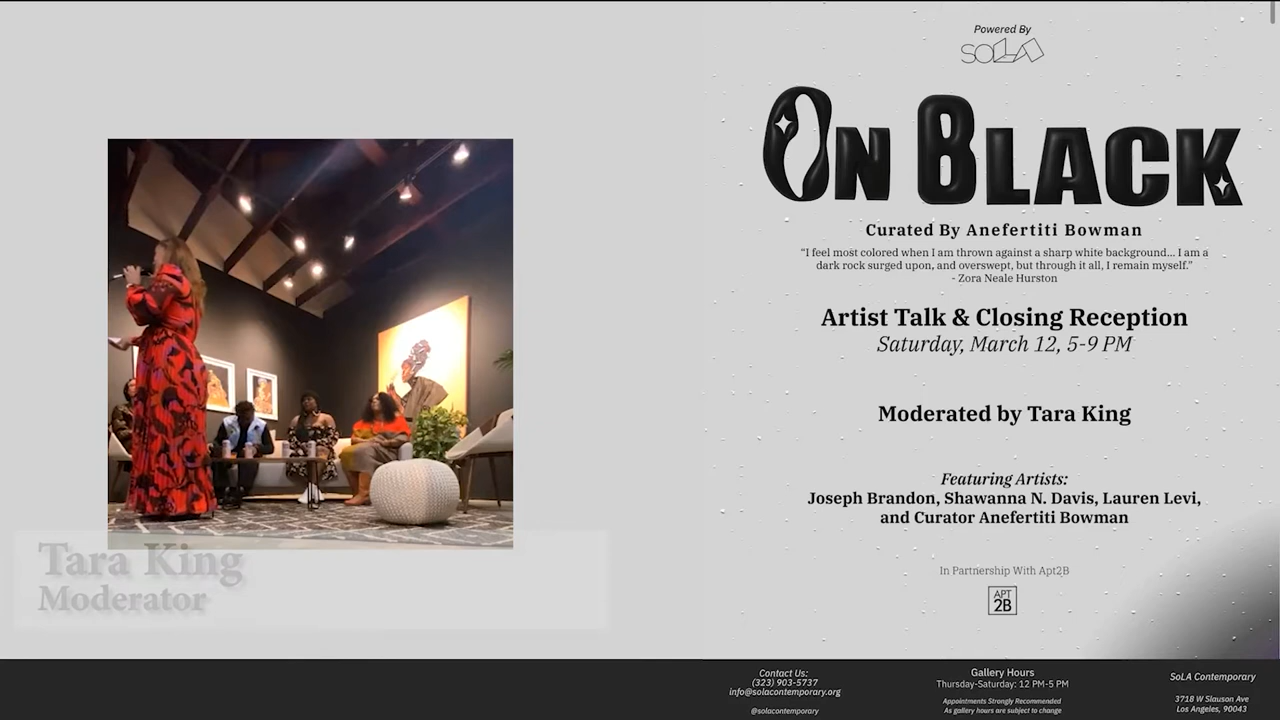 Powered By
SOLA
ON BLACK
Curated By Anefertiti Bowman
"I feel most colored when I am thrown against a sharp white background... I am a
dark rock surged upon, and overswept, but through it all, I remain myself."
- Zora Neale Hurston
Artist Talk & Closing Reception
Saturday, March 12, 5-9 PM
Moderated by Tara King
Featuring Artists:
Joseph Brandon, Shawanna N. Davis, Lauren Levi,
and Curator Anefertiti Bowman
In Partnership With Apt2B
APT
2B
Tara King
Moderator
Contact Us:
(323) 903-5737
info@solacontemporary.org
@solacontemporary
Gallery Hours
Thursday-Saturday: 12 PM-5 PM
Appointments Strongly Recommended
As gallery hours are subject to change
SoLA Contemporary
3718 W Slauson Ave
Los Angeles, 90043